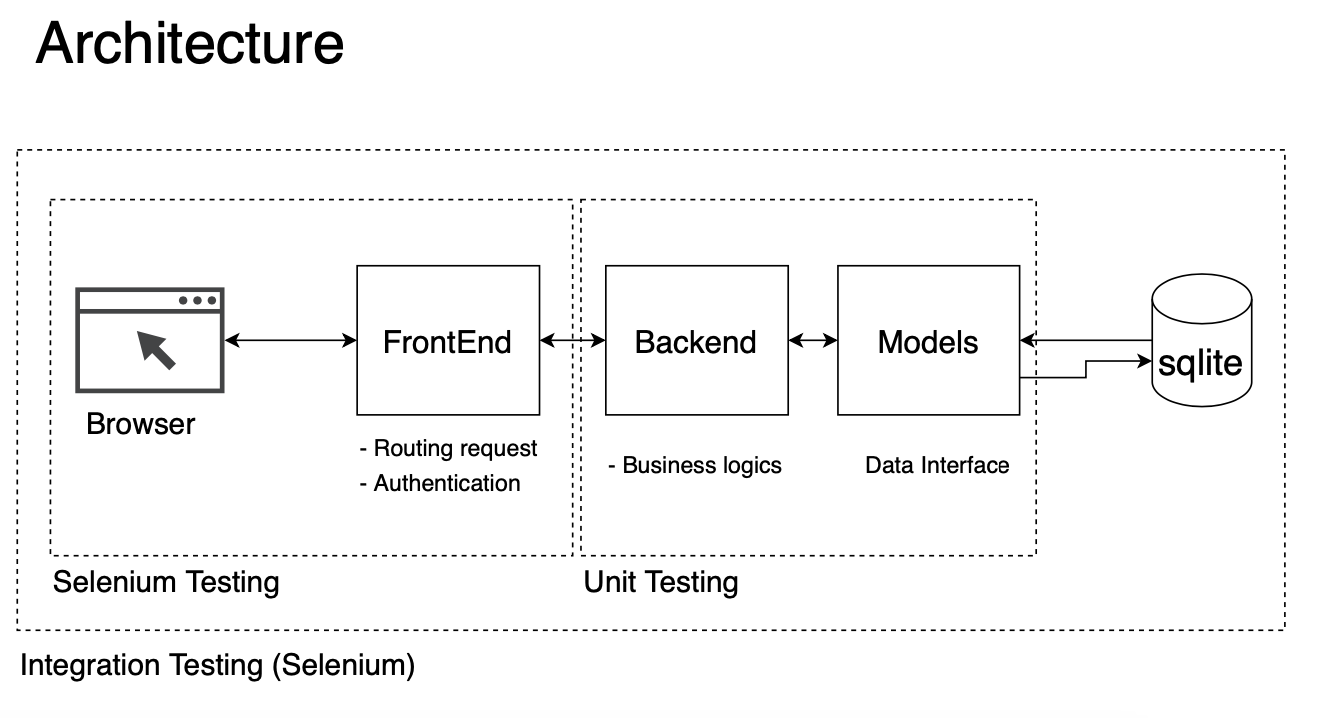 Architecture
Browser
FrontEnd
- Routing request
- Authentication
Backend
- Business logics
Models
Data Interface
sqlite
Selenium Testing
Unit Testing
Integration Testing (Selenium)